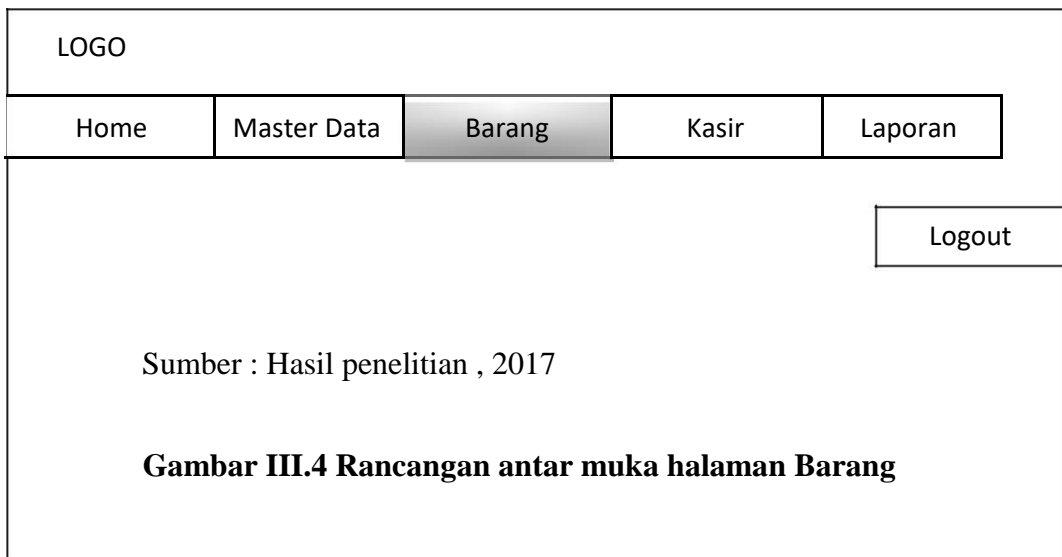 LOGO
Home Master Data Barang Kasir Laporan
Logout
Sumber : Hasil penelitian , 2017
Gambar III.4 Rancangan antar muka halaman Barang